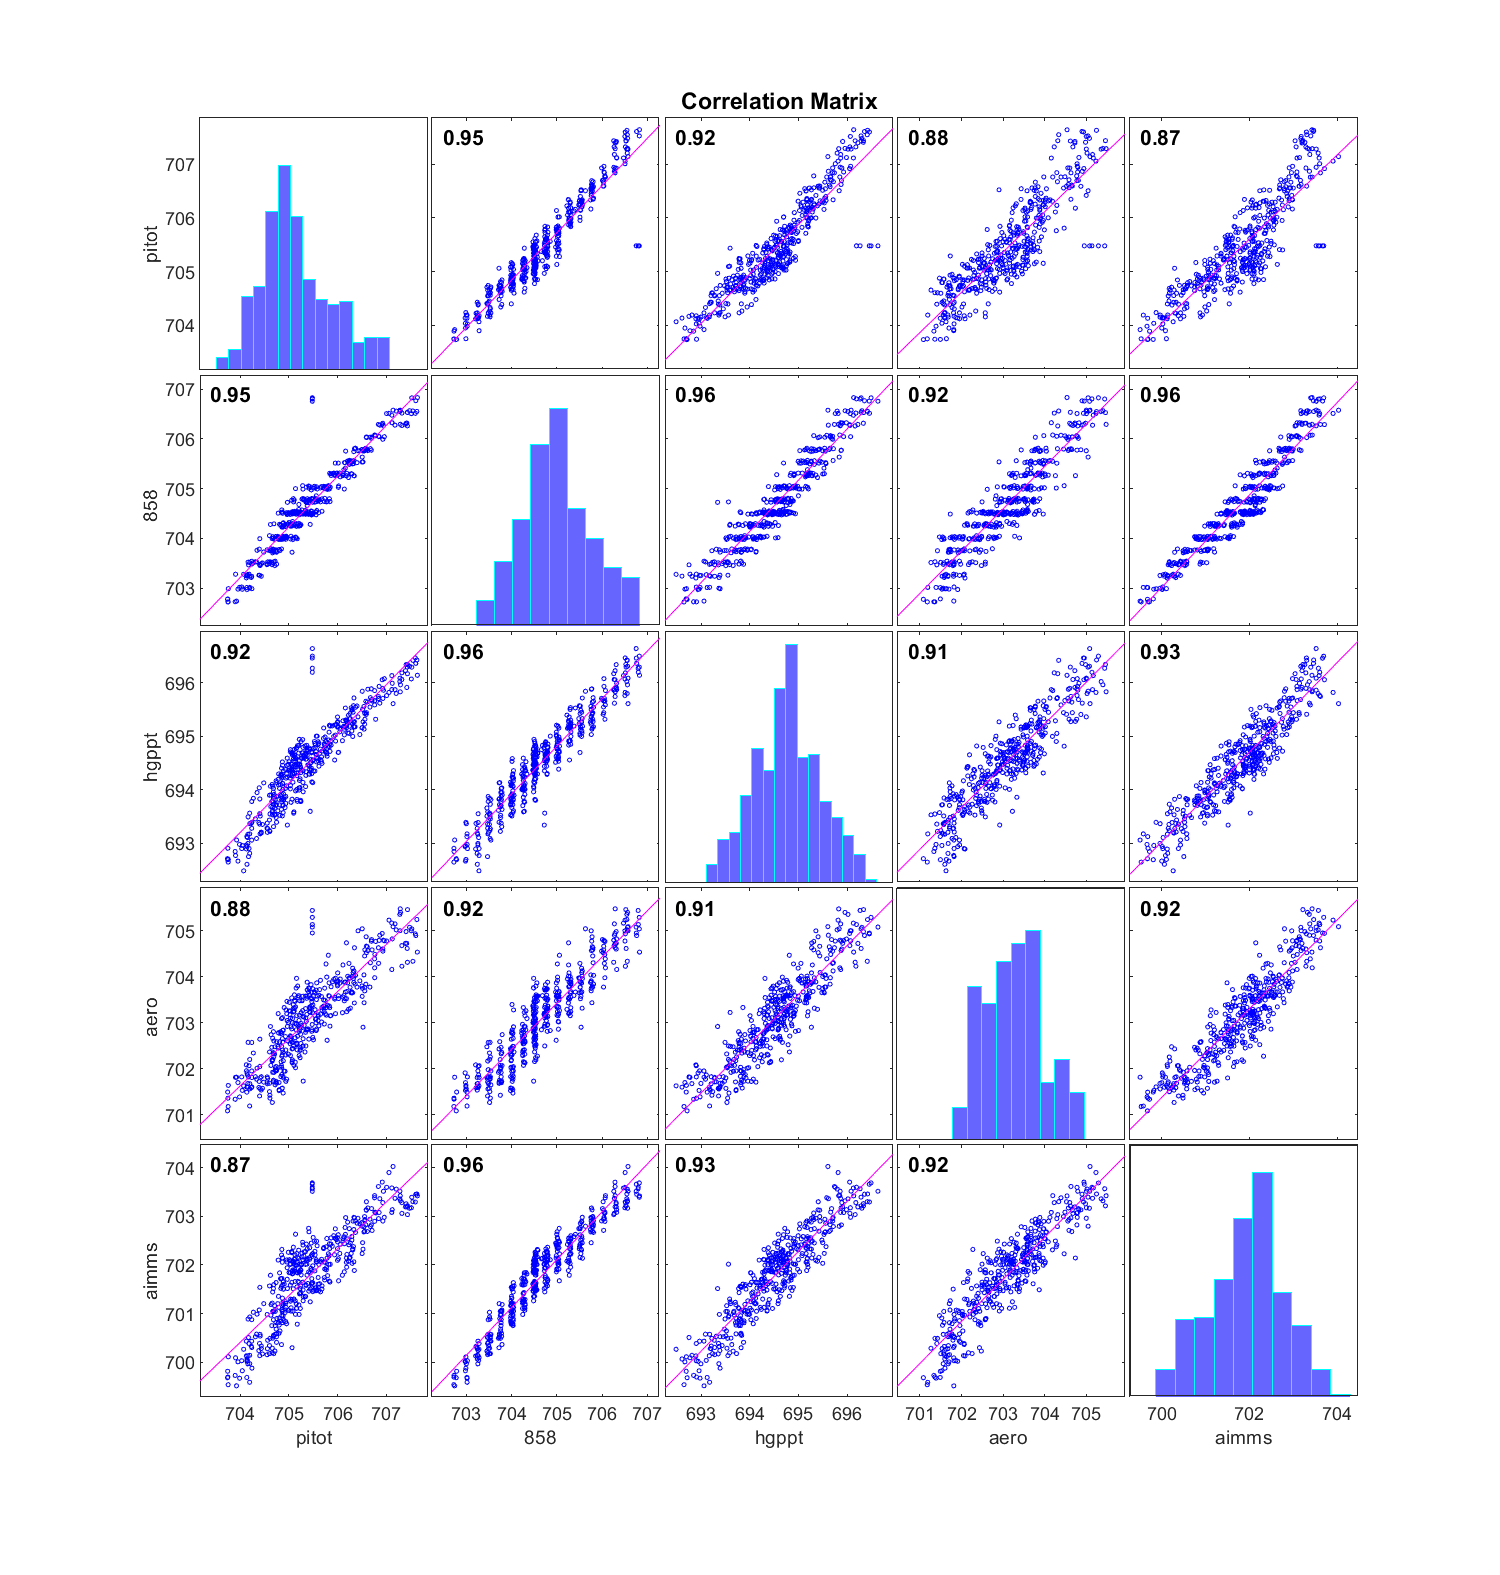 Correlation Matrix
0.95 0.92 0.88 0.87
707
706
705
704
pitot
0.95 0.96 0.92 0.96
707
706
705
704
703
858
0.92 0.96 0.91 0.93
696
695
694
693
hgppt
0.88 0.92 0.91 0.92
705
704
703
702
701
aero
0.87 0.96 0.93 0.92
704
703
702
701
700
aimms
704 705 706 707 703 704 705 706 707 693 694 695 696 701 702 703 704 705 700 702 704
pitot 858 hgppt aero aimms